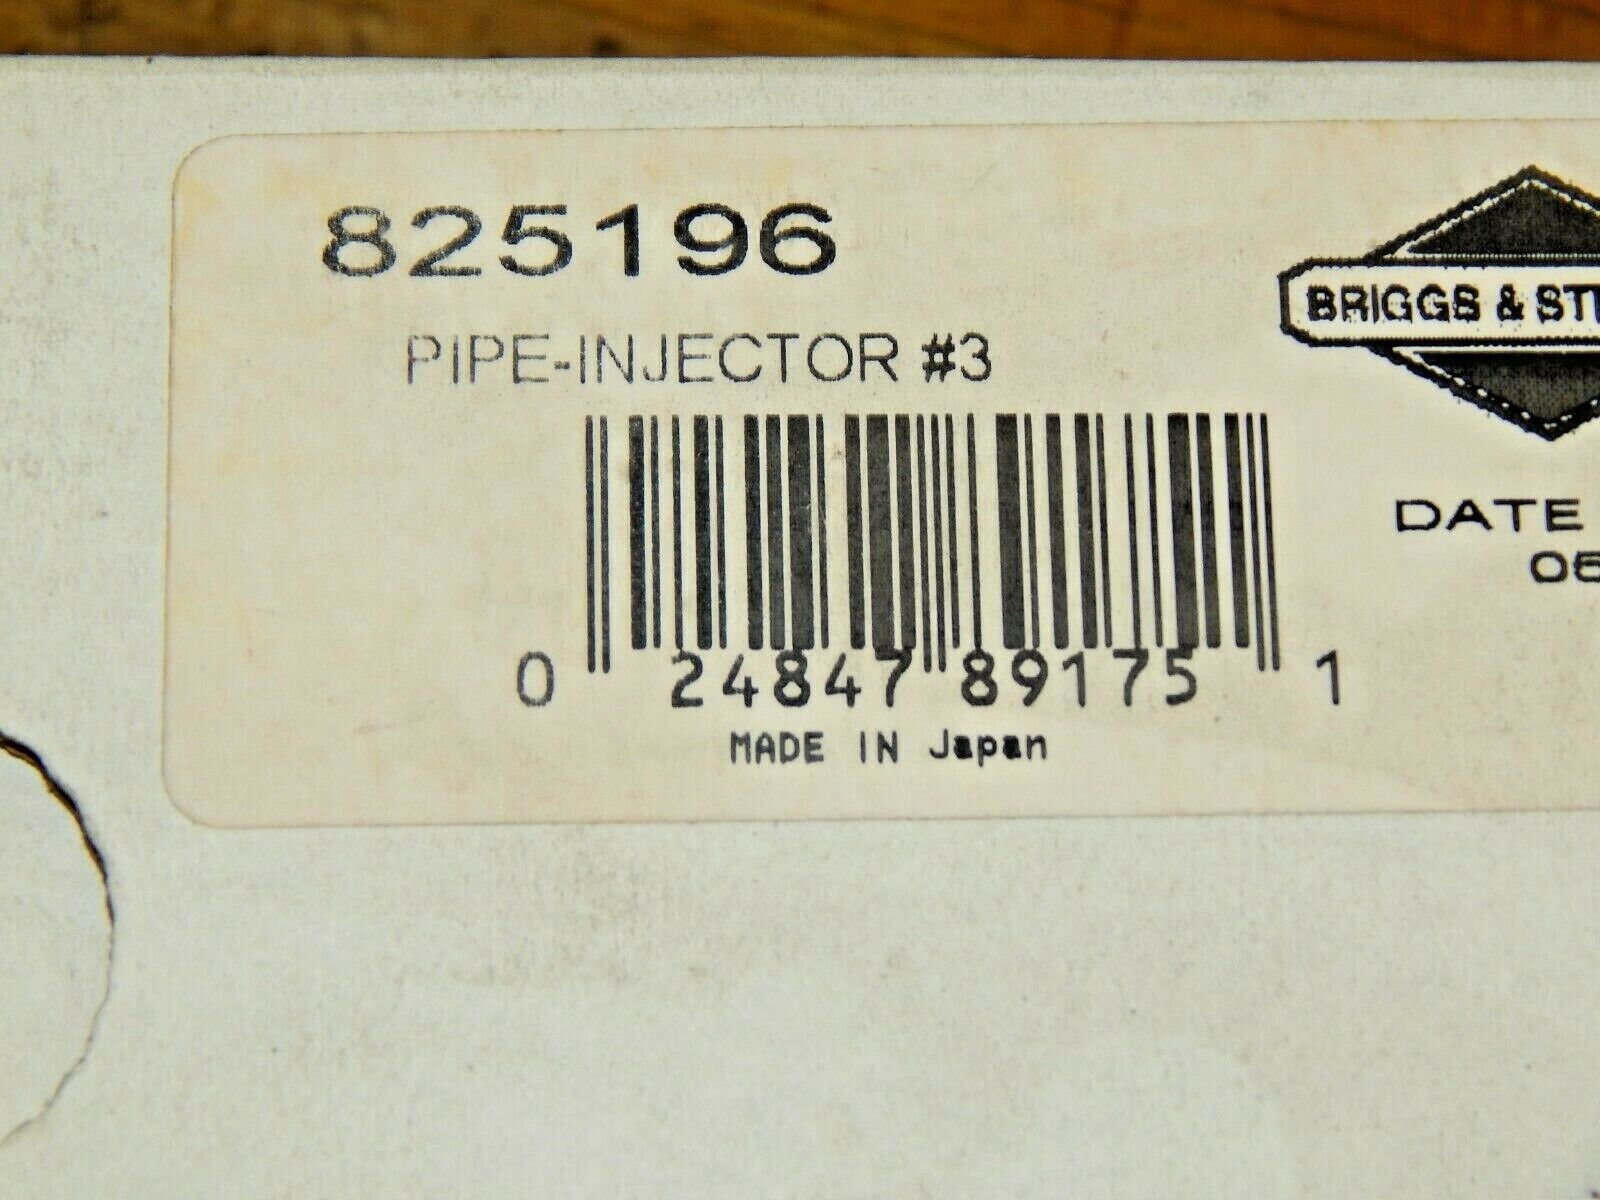 825196
BRIGGS & ST
PIPE-INJECTOR #3
DATE
0 24847 89175 1
MADE IN Japan